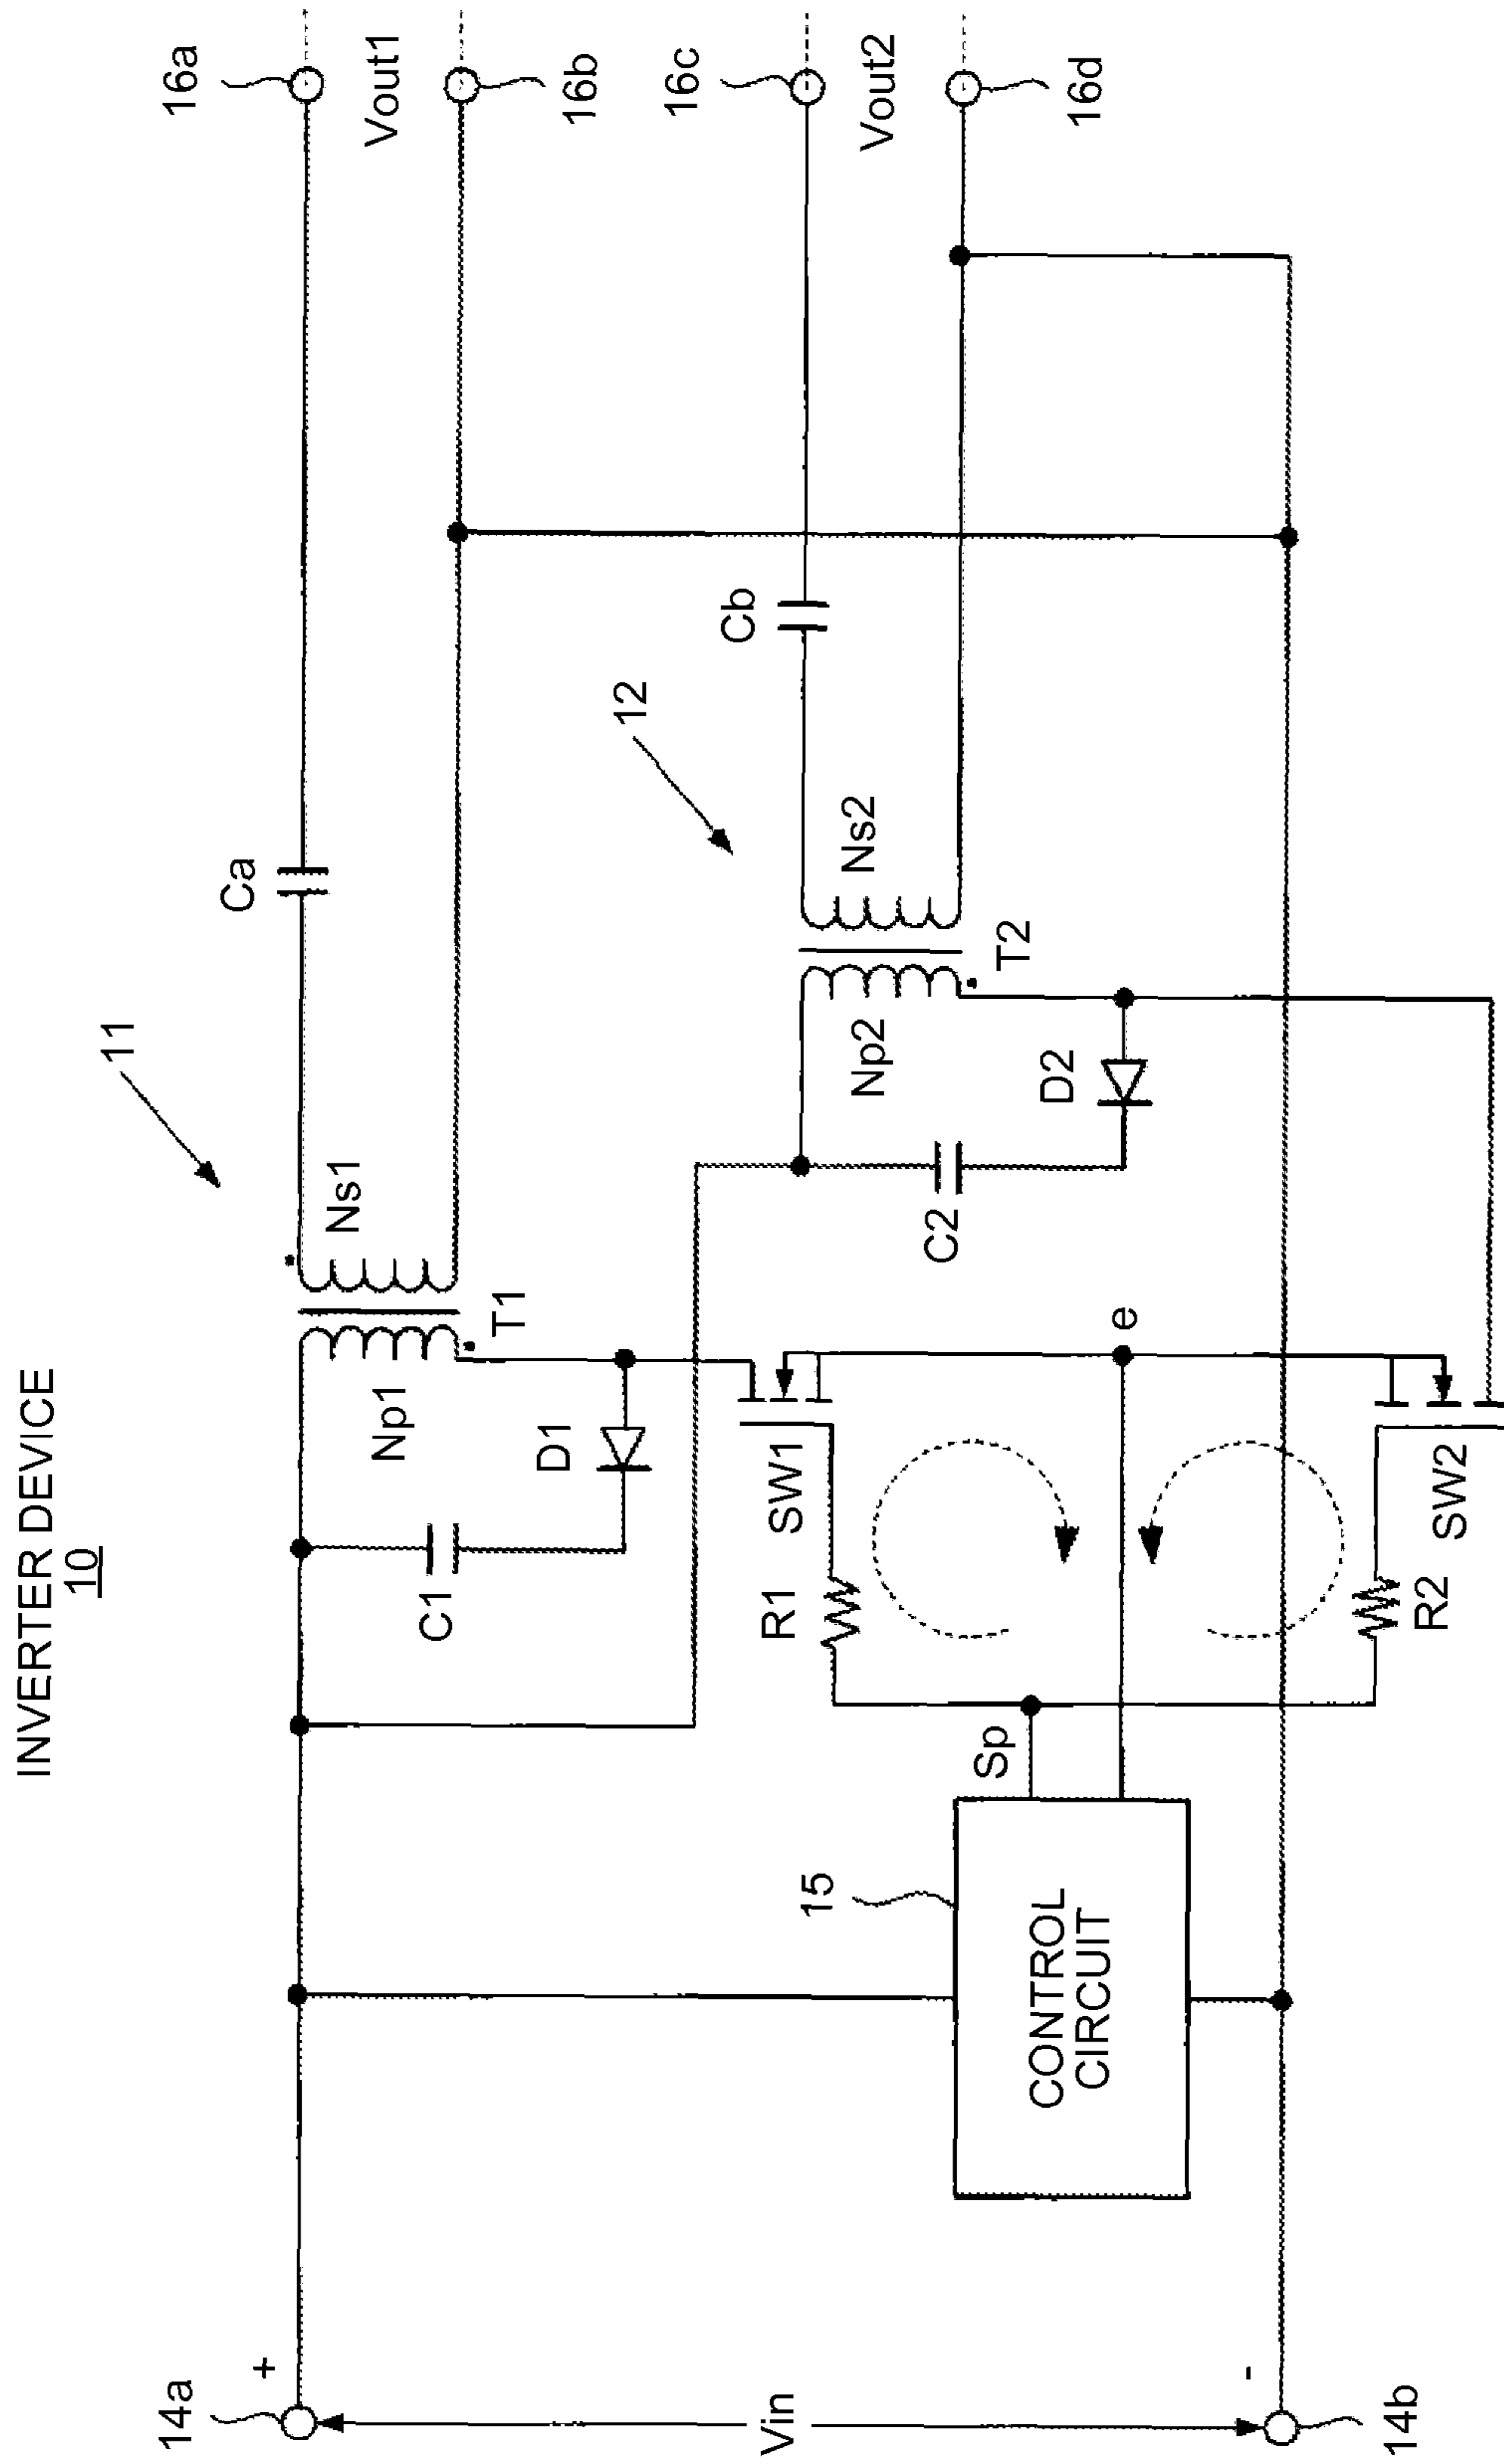 INVERTER DEVICE
10
14a
+
Vin
-
14b
15
CONTROL
CIRCUIT
Sp
e
R1
R2
SW1
SW2
C1
D1
Np1
Ns1
T1
11
Ca
C2
D2
Np2
Ns2
T2
12
Cb
16a
Vout1
16b
16c
Vout2
16d